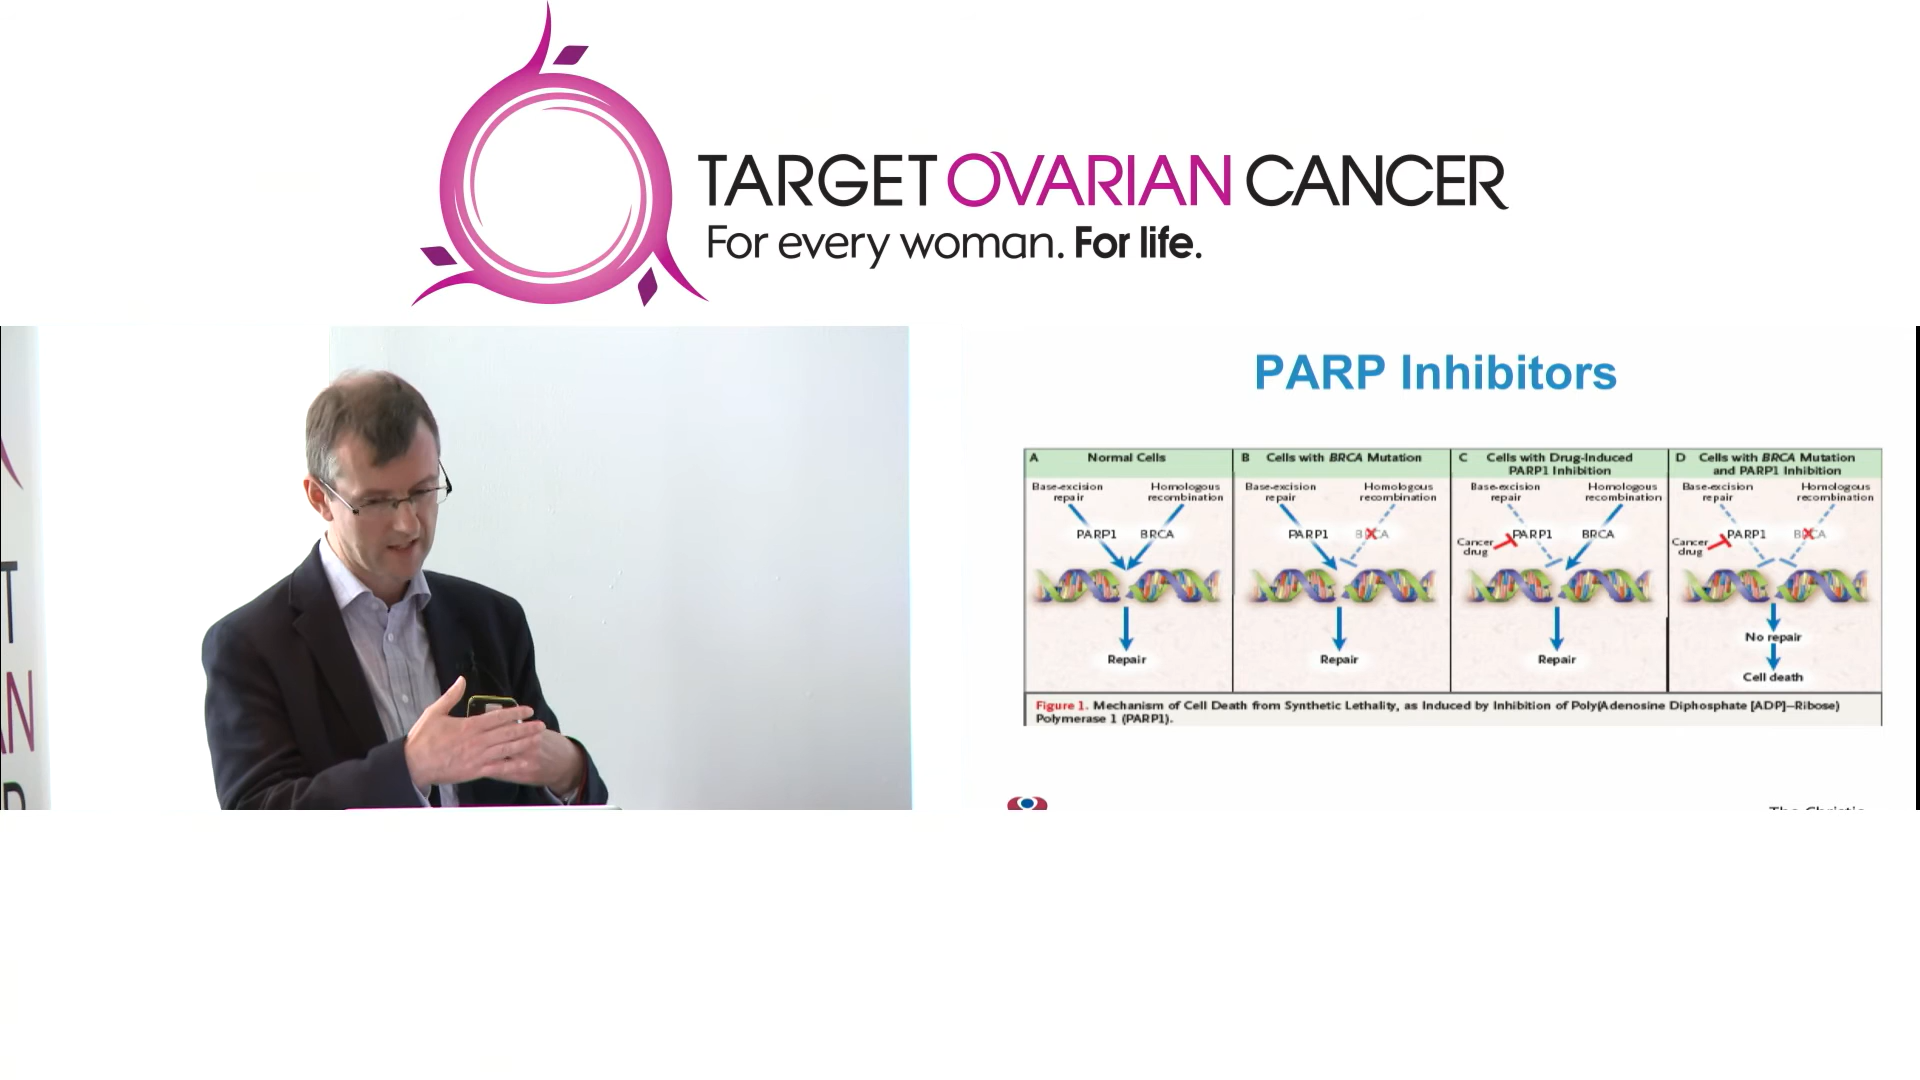 TARGET OVARIAN CANCER
For every woman. For life.
PARP Inhibitors
A Normal Cells
Base-excision repair
Homologous recombination
PARP1 BRCA
Repair
B Cells with BRCA Mutation
Base-excision repair
Homologous recombination
PARP1 BRCA
Repair
C Cells with Drug-Induced
PARP1 Inhibition
Base-excision repair
Homologous recombination
Cancer drug
PARP1 BRCA
Repair
D Cells with BRCA Mutation
and PARP1 Inhibition
Base-excision repair
Homologous recombination
Cancer drug
PARP1 BRCA
No repair
Cell death
Figure 1. Mechanism of Cell Death from Synthetic Lethality, as Induced by Inhibition of Poly(Adenosine Diphosphate [ADP]–Ribose)
Polymerase 1 (PARP1).
T
N